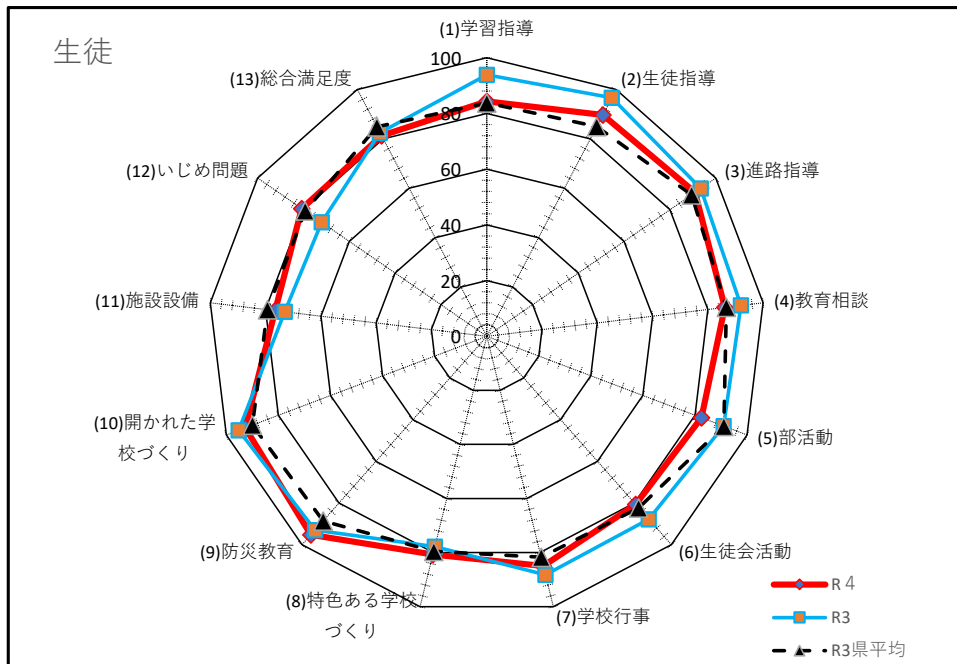 生徒
(1)学習指導
(2)生徒指導
(3)進路指導
(4)教育相談
(5)部活動
(6)生徒会活動
(7)学校行事
(8)特色ある学校
づくり
(9)防災教育
(10)開かれた学
校づくり
(11)施設設備
(12)いじめ問題
(13)総合満足度
100
80
60
40
20
0
R４
R3
R3県平均